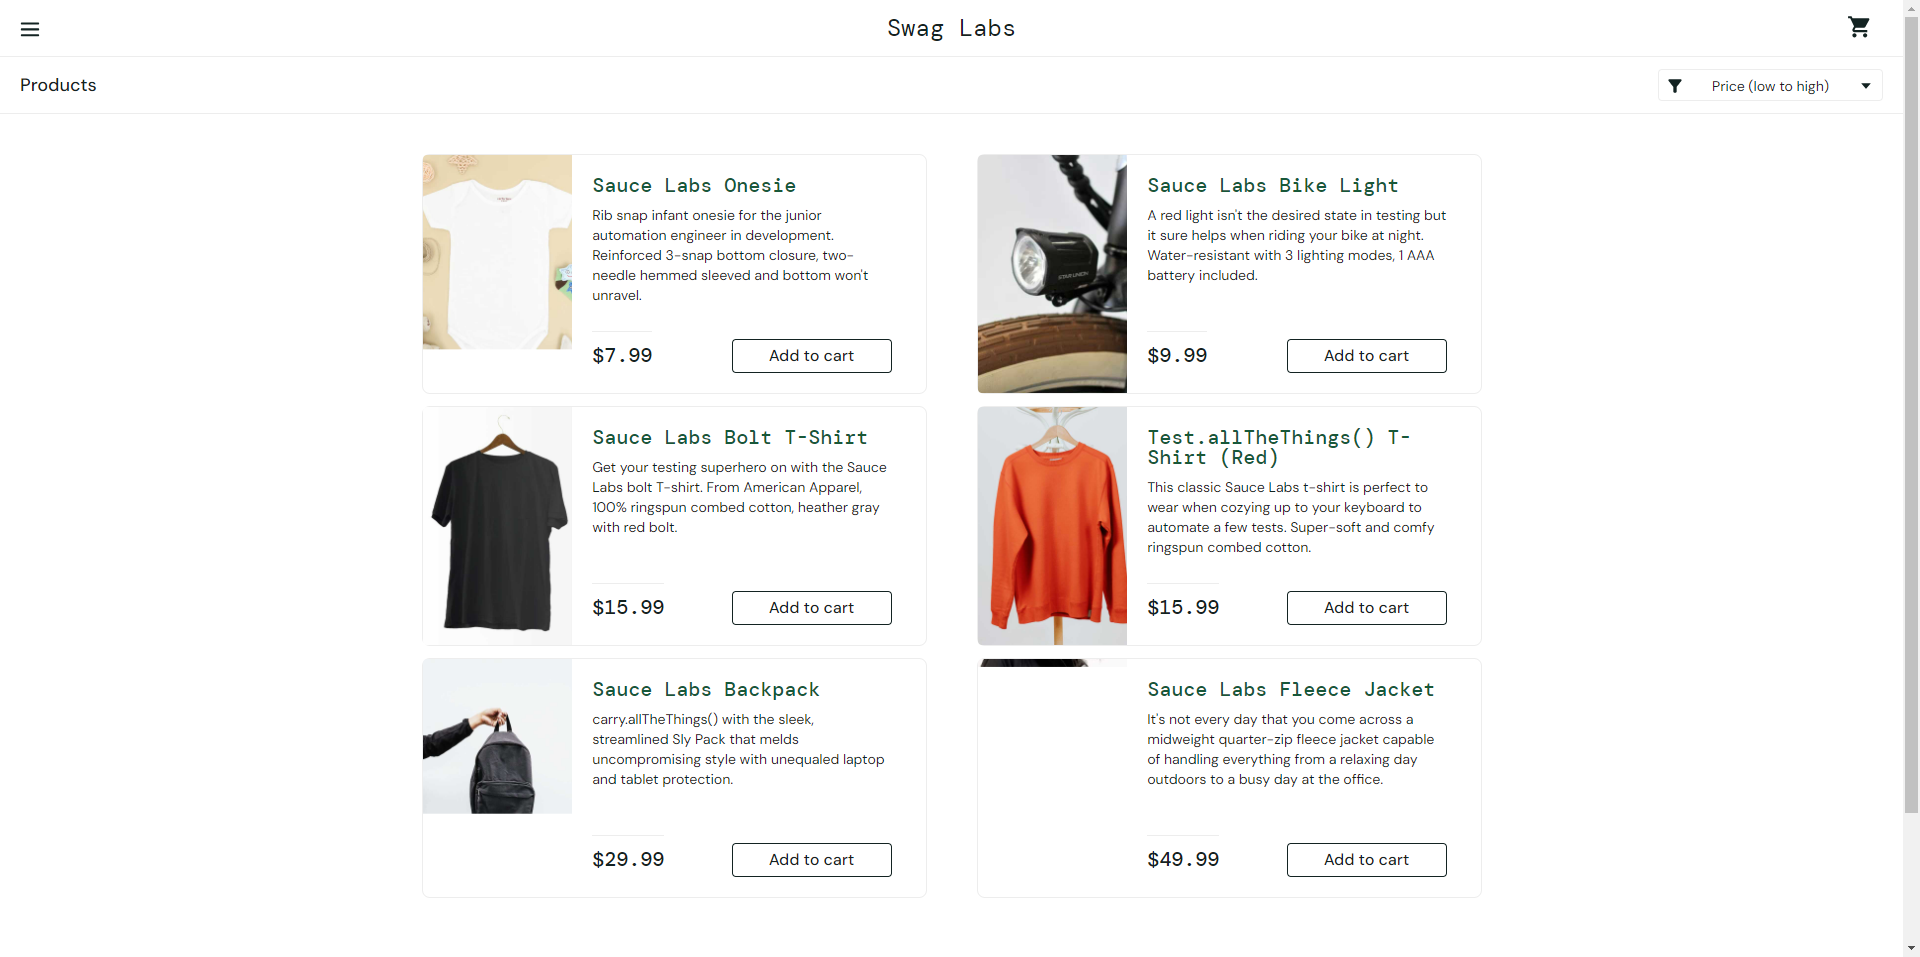 Swag Labs
Products
Price (low to high)
Sauce Labs Onesie
Rib snap infant onesie for the junior
automation engineer in development.
Reinforced 3-snap bottom closure, two-
needle hemmed sleeved and bottom won't
unravel.
$7.99
Add to cart
Sauce Labs Bike Light
A red light isn't the desired state in testing but
it sure helps when riding your bike at night.
Water-resistant with 3 lighting modes, 1 AAA
battery included.
STAR UNION
$9.99
Add to cart
Sauce Labs Bolt T-Shirt
Get your testing superhero on with the Sauce
Labs bolt T-shirt. From American Apparel,
100% ringspun combed cotton, heather gray
with red bolt.
$15.99
Add to cart
Test.allTheThings() T-
Shirt (Red)
This classic Sauce Labs t-shirt is perfect to
wear when cozying up to your keyboard to
automate a few tests. Super-soft and comfy
ringspun combed cotton.
$15.99
Add to cart
Sauce Labs Backpack
carry.allTheThings() with the sleek,
streamlined Sly Pack that melds
uncompromising style with unequaled laptop
and tablet protection.
$29.99
Add to cart
Sauce Labs Fleece Jacket
It's not every day that you come across a
midweight quarter-zip fleece jacket capable
of handling everything from a relaxing day
outdoors to a busy day at the office.
$49.99
Add to cart